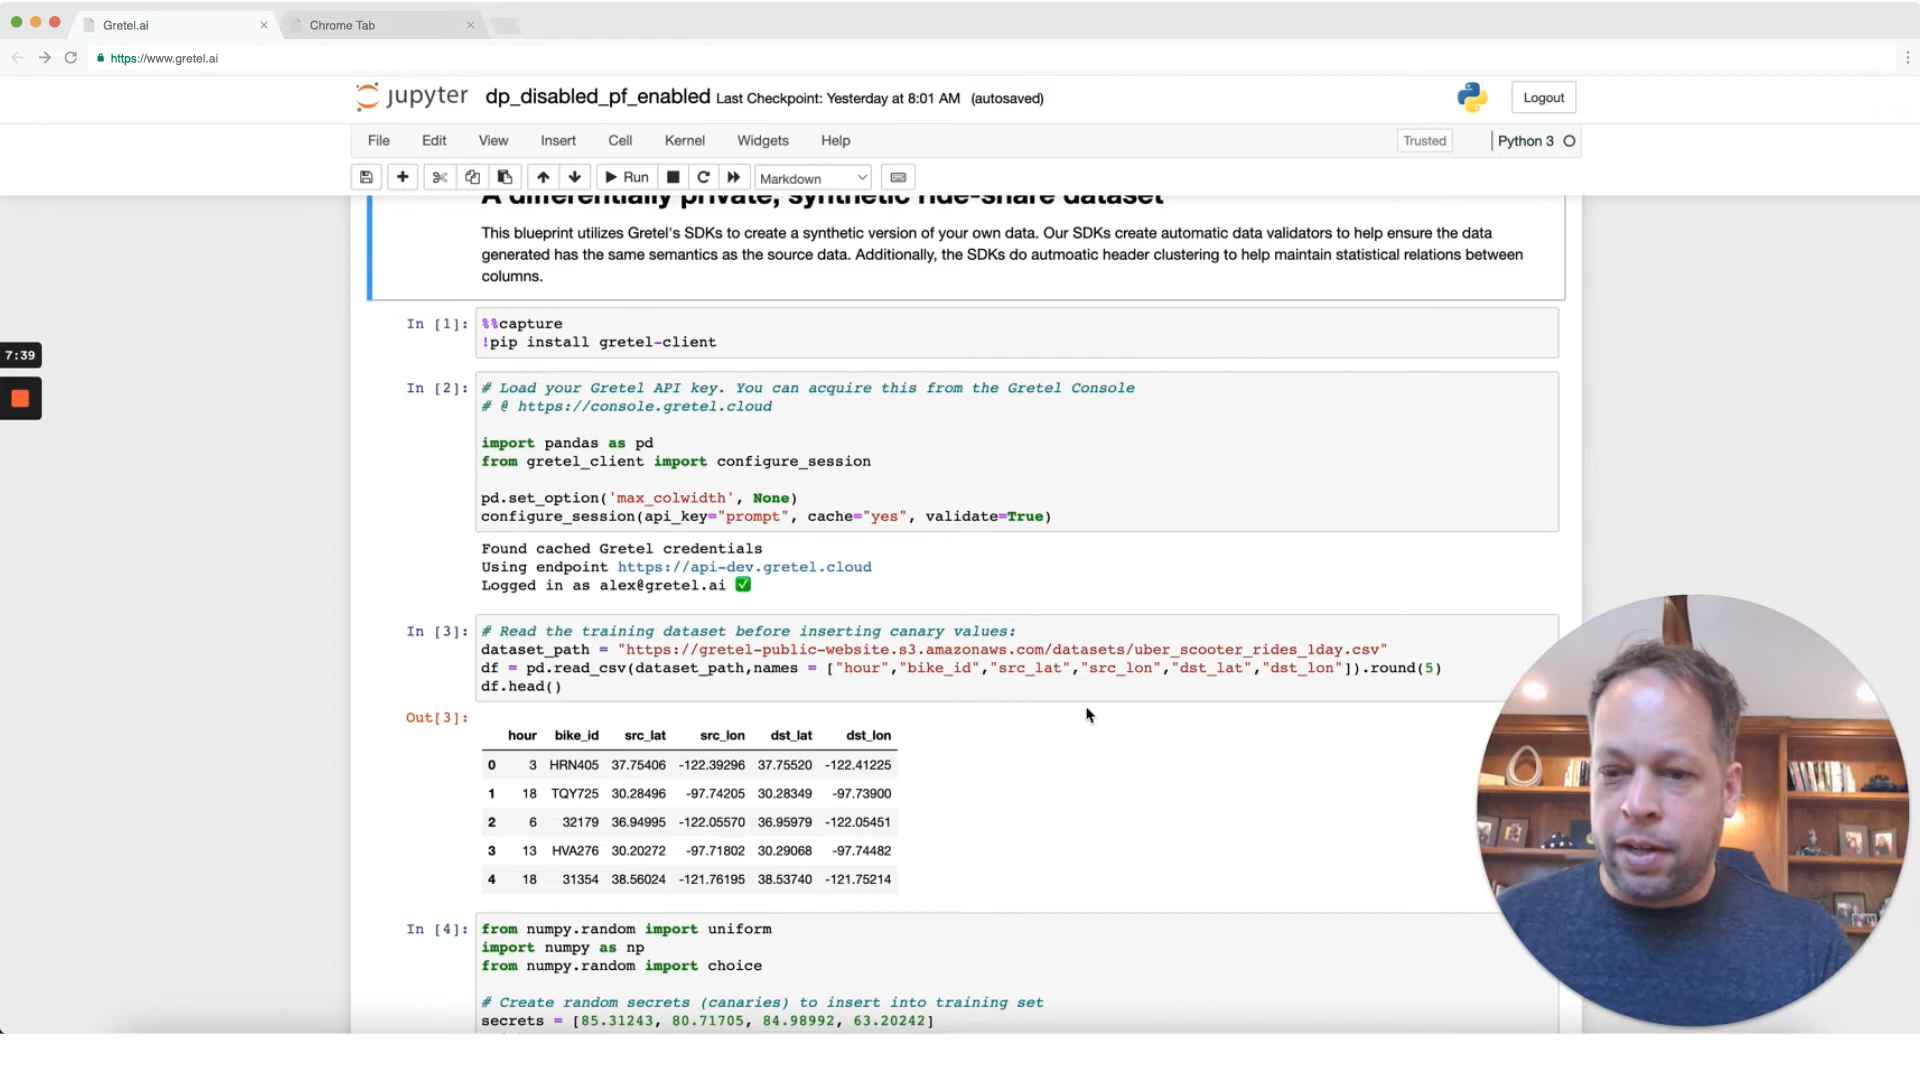 Gretel.ai
Chrome Tab
https://www.gretel.ai
jupyter dp_disabled_pf_enabled Last Checkpoint: Yesterday at 8:01 AM (autosaved)
Logout
File Edit View Insert Cell Kernel Widgets Help
Trusted Python 3
Run Markdown
A differentially private, synthetic ride-share dataset
This blueprint utilizes Gretel's SDKs to create a synthetic version of your own data. Our SDKs create automatic data validators to help ensure the data
generated has the same semantics as the source data. Additionally, the SDKs do autmoatic header clustering to help maintain statistical relations between
columns.
In [1]: %%capture
!pip install gretel-client
7:39
In [2]: # Load your Gretel API key. You can acquire this from the Gretel Console
# @ https://console.gretel.cloud
import pandas as pd
from gretel_client import configure_session
pd.set_option('max_colwidth', None)
configure_session(api_key="prompt", cache="yes", validate=True)
Found cached Gretel credentials
Using endpoint https://api-dev.gretel.cloud
Logged in as alex@gretel.ai ✅
In [3]: # Read the training dataset before inserting canary values:
dataset_path = "https://gretel-public-website.s3.amazonaws.com/datasets/uber_scooter_rides_1day.csv"
df = pd.read_csv(dataset_path,names = ["hour","bike_id","src_lat","src_lon","dst_lat","dst_lon"]).round(5)
df.head()
Out[3]:
hour bike_id src_lat src_lon dst_lat dst_lon
0 3 HRN405 37.75406 -122.39296 37.75520 -122.41225
1 18 TQY725 30.28496 -97.74205 30.28349 -97.73900
2 6 32179 36.94995 -122.05570 36.95979 -122.05451
3 13 HVA276 30.20272 -97.71802 30.29068 -97.74482
4 18 31354 38.56024 -121.76195 38.53740 -121.75214
In [4]: from numpy.random import uniform
import numpy as np
from numpy.random import choice
# Create random secrets (canaries) to insert into training set
secrets = [85.31243, 80.71705, 84.98992, 63.20242]